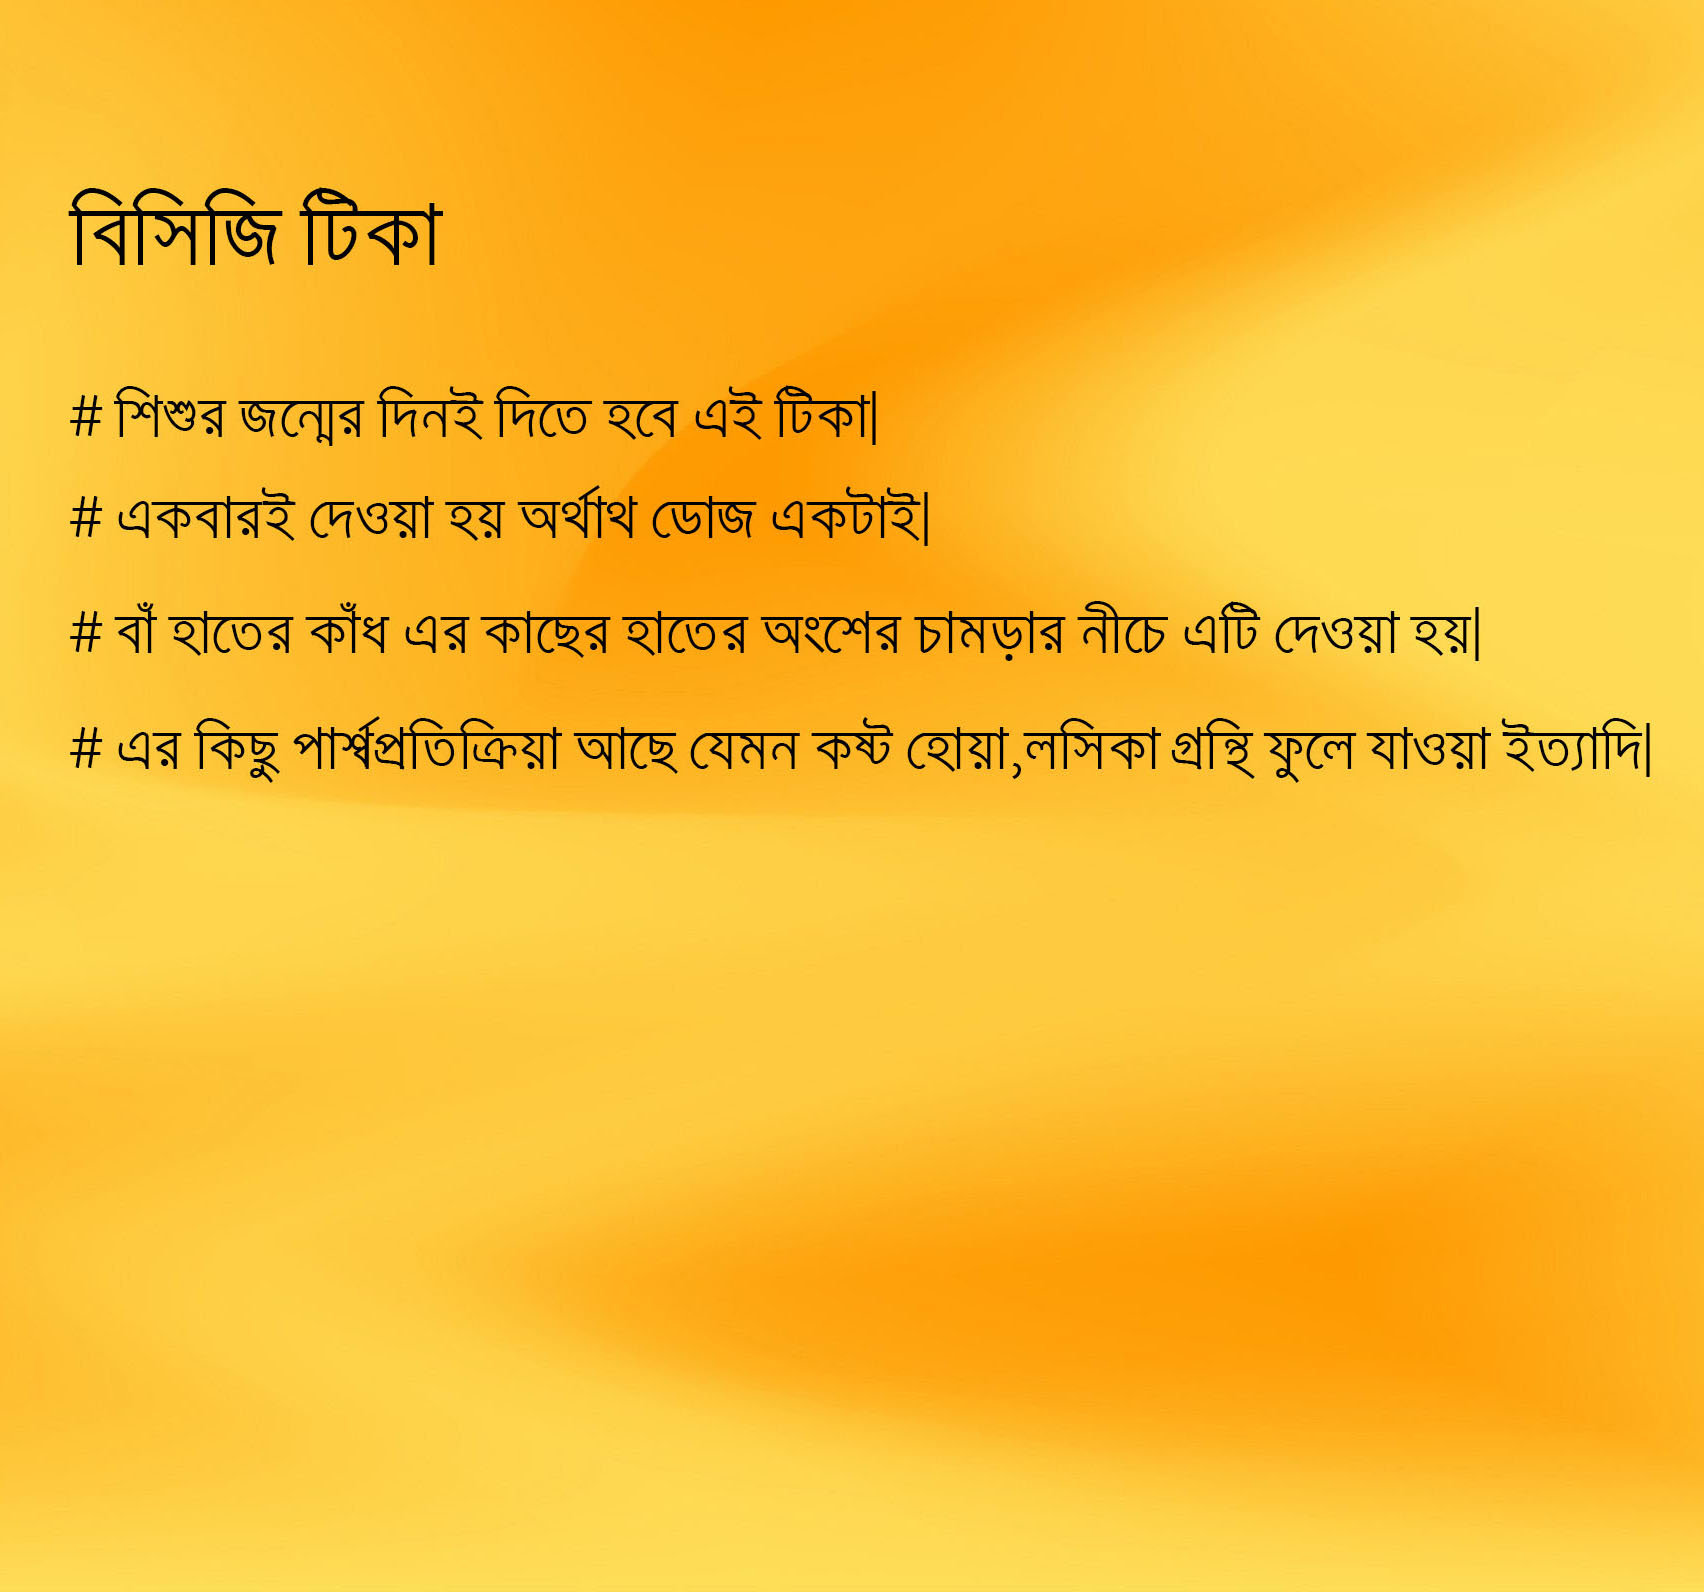 বিসিজি টিকা
# শিশুর জন্মের দিনই দিতে হবে এই টিকা|
# একবারই দেওয়া হয় অর্থাথ ডোজ একটাই|
# বাঁ হাতের কাঁধ এর কাছের হাতের অংশের চামড়ার নীচে এটি দেওয়া হয়|
# এর কিছু পার্শ্বপ্রতিক্রিয়া আছে যেমন কষ্ট হোয়া,লসিকা গ্রন্থি ফুলে যাওয়া ইত্যাদি|